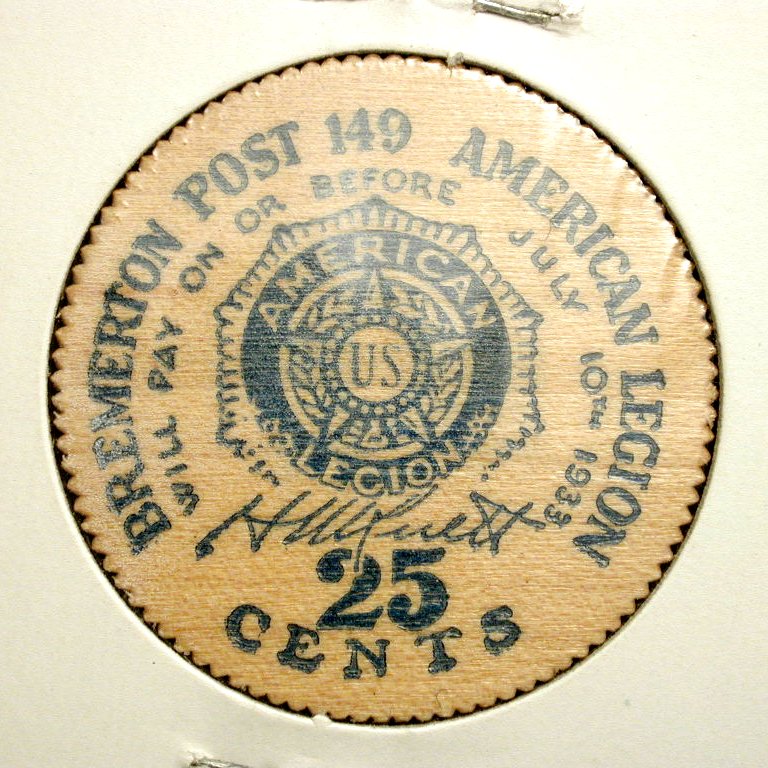 BREMERTON POST 149 AMERICAN LEGION
WILL PAY ON OR BEFORE JULY 10TH 1933
AMERICAN
US
LEGION
25
CENTS